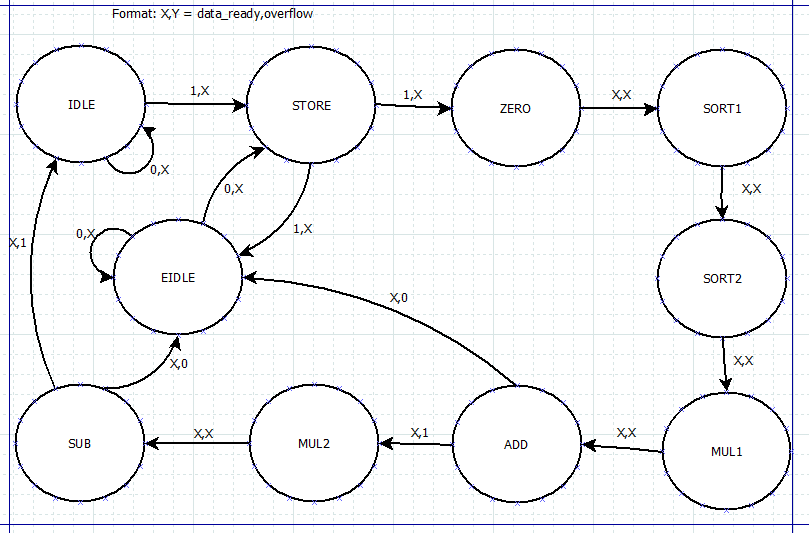 Format: X,Y = data_ready,overflow
1,X
1,X
IDLE
STORE
ZERO
X,X
SORT1
0,X
0,X
X,X
1,X
0,X
X,1
EIDLE
SORT2
X,0
X,0
X,X
X,X
X,1
X,X
SUB
MUL2
ADD
MUL1